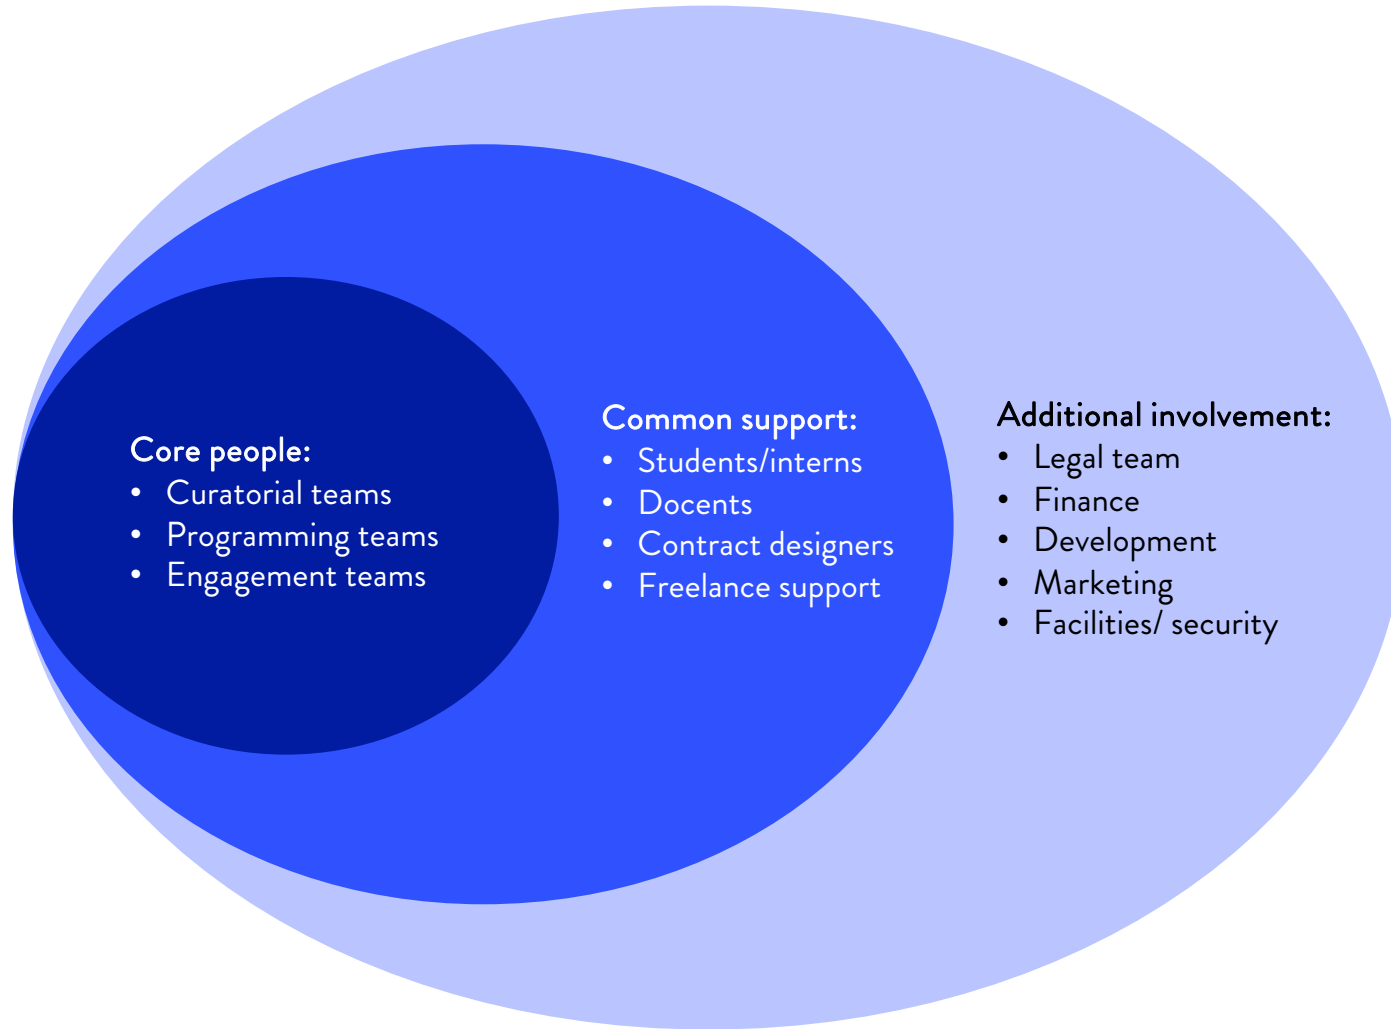 Core people:
• Curatorial teams
• Programming teams
• Engagement teams
Common support:
• Students/interns
• Docents
• Contract designers
• Freelance support
Additional involvement:
• Legal team
• Finance
• Development
• Marketing
• Facilities/ security